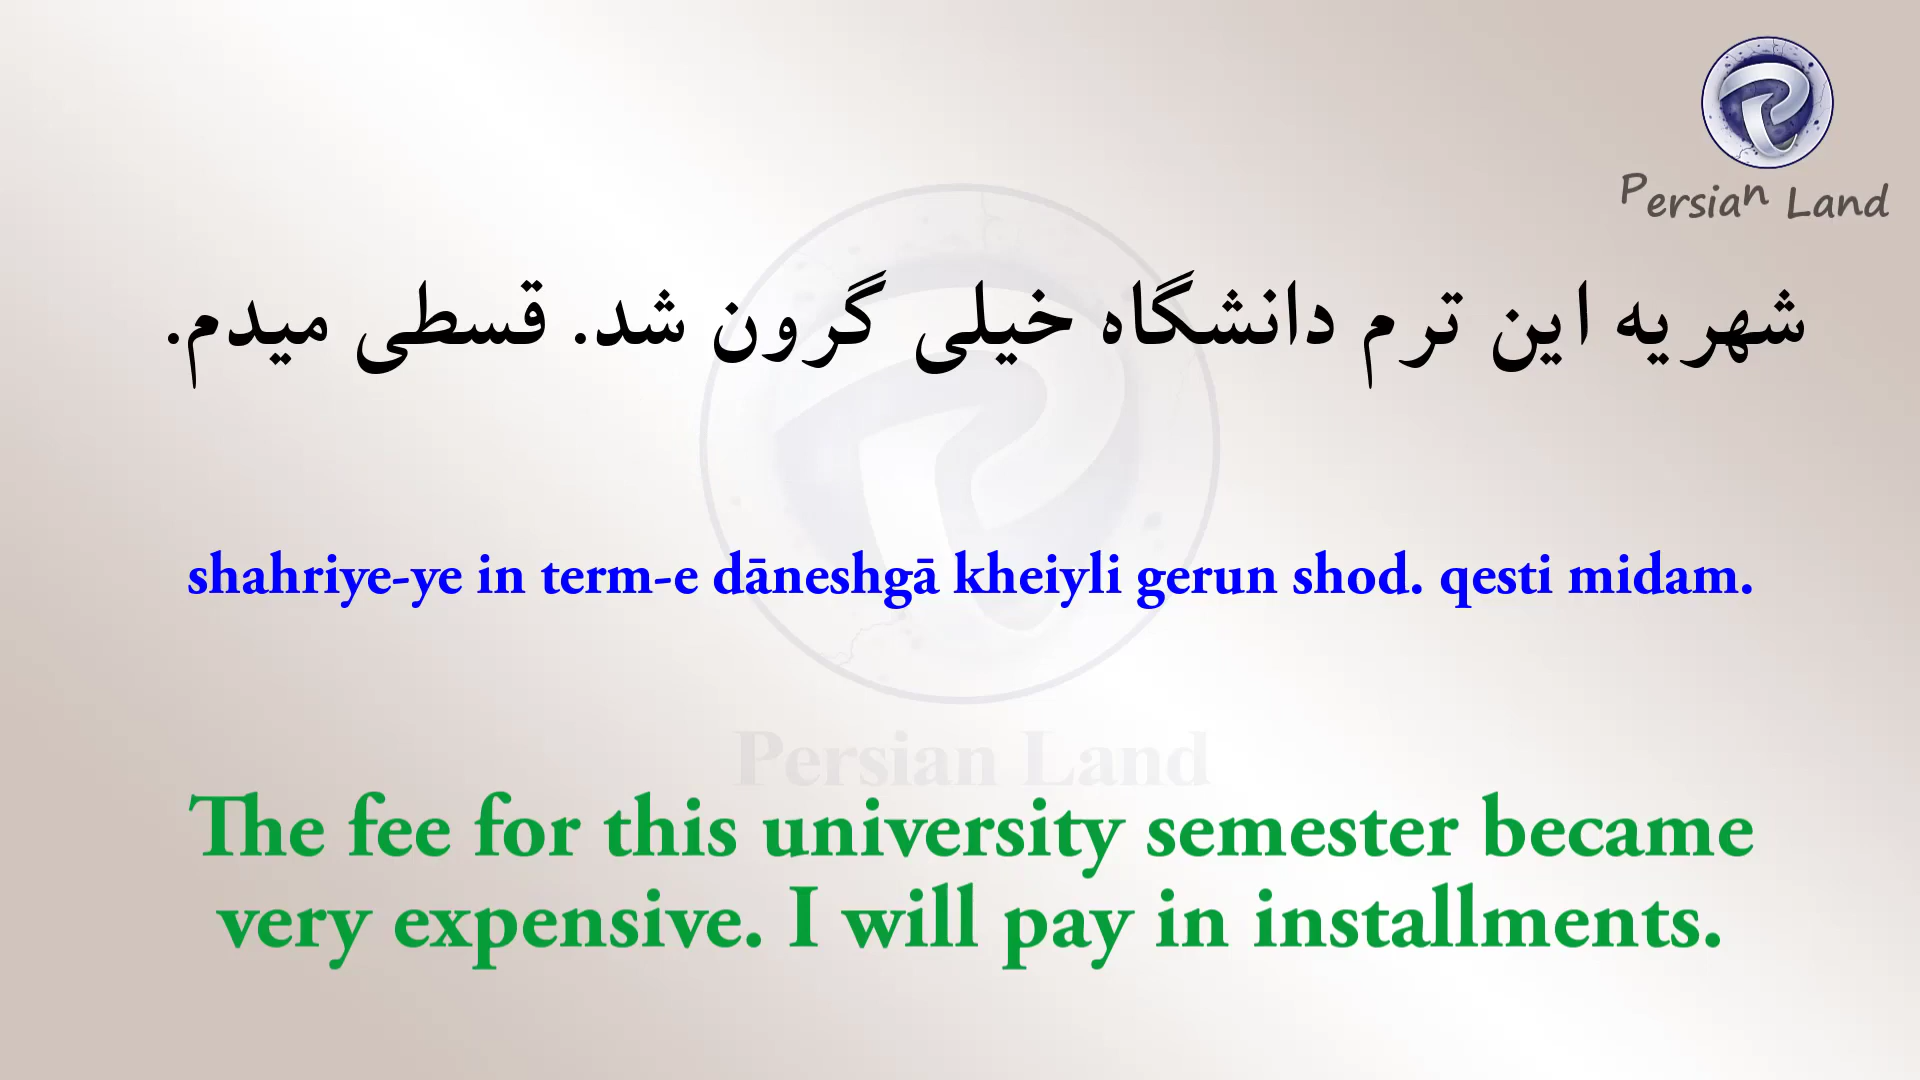 Persian Land
شهریه این ترم دانشگاه خیلی گرون شد. قسطی میدم.
shahriye-ye in term-e dāneshgā kheiyli gerun shod. qesti midam.
Persian Land
The fee for this university semester became
very expensive. I will pay in installments.